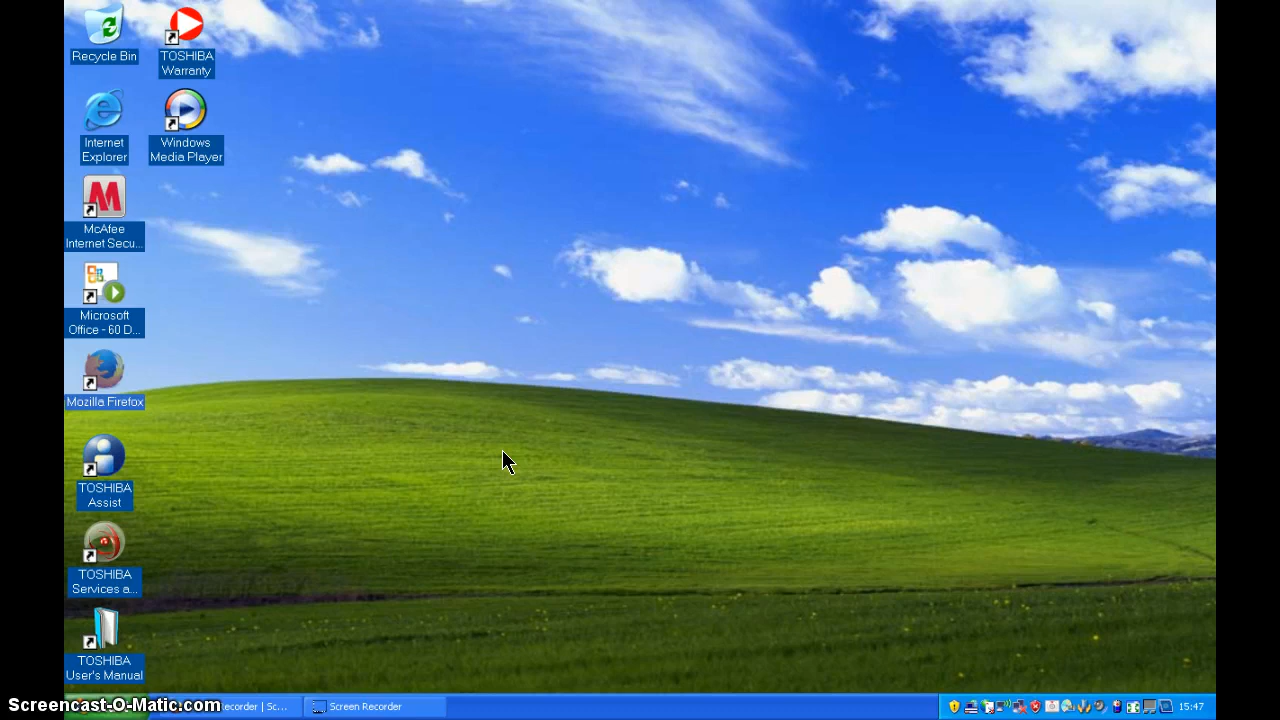 Recycle Bin
TOSHIBA
Warranty
Internet
Explorer
Windows
Media Player
McAfee
Internet Secu...
Microsoft
Office - 60 D...
Mozilla Firefox
TOSHIBA
Assist
TOSHIBA
Services a...
TOSHIBA
User's Manual
Screencast-O-Matic.com
ecorder | Sc...
Screen Recorder
15:47